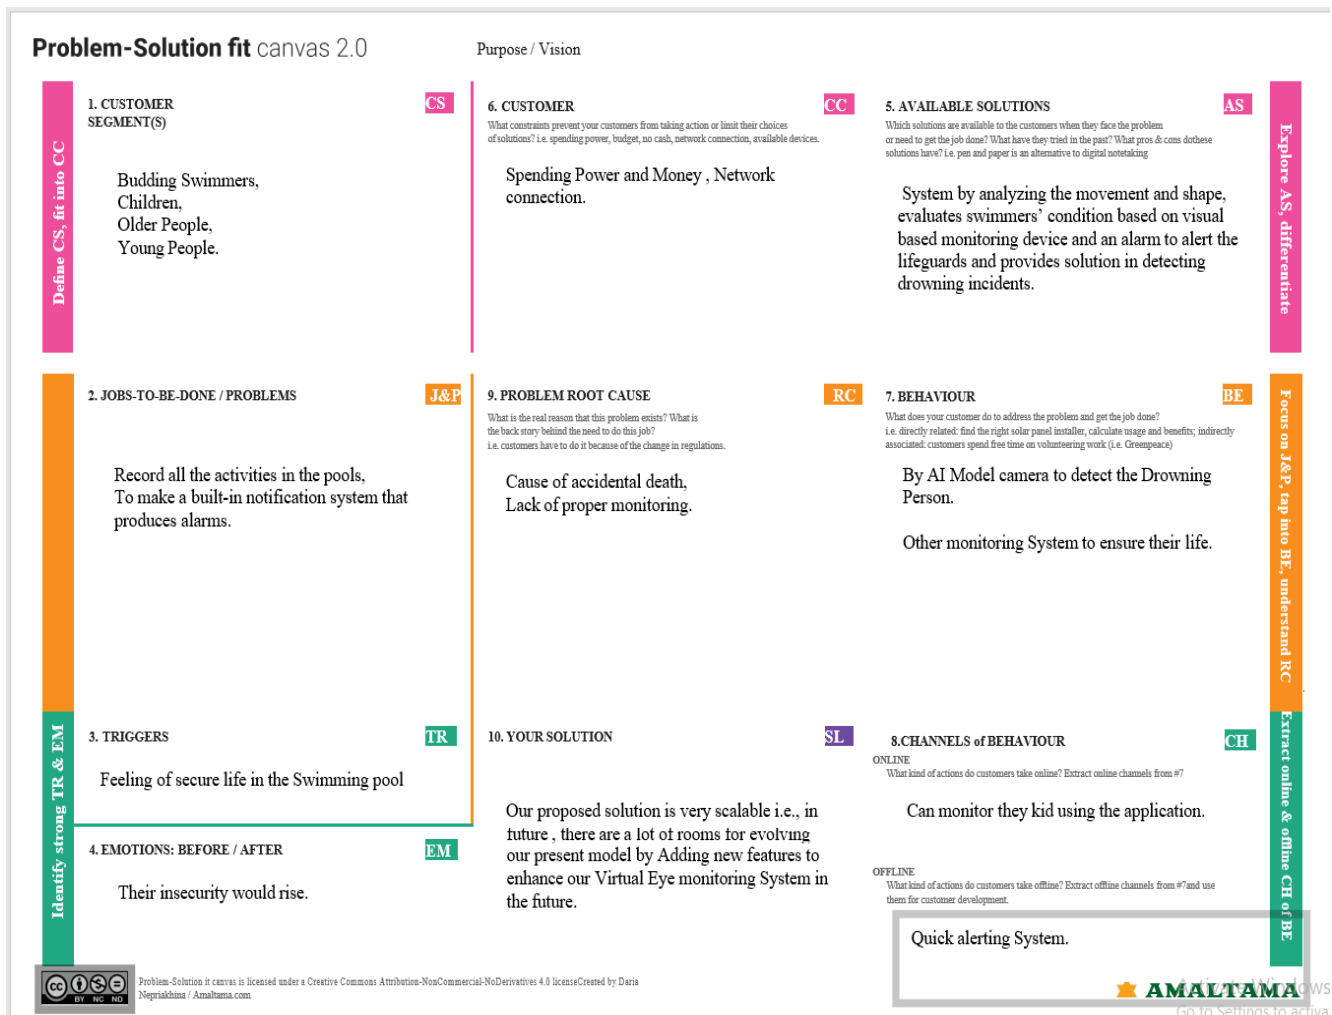 Problem-Solution fit canvas 2.0
Purpose / Vision
Define CS, fit into CC
1. CUSTOMER
SEGMENT(S)
CS
Budding Swimmers,
Children,
Older People,
Young People.
6. CUSTOMER
CC
What constraints prevent your customers from taking action or limit their choices
of solutions? i.e. spending power, budget, no cash, network connection, available devices.
Spending Power and Money , Network
connection.
5. AVAILABLE SOLUTIONS
AS
Which solutions are available to the customers when they face the problem
or need to get the job done? What have they tried in the past? What pros & cons dothese
solutions have? i.e. pen and paper is an alternative to digital notetaking
System by analyzing the movement and shape,
evaluates swimmers' condition based on visual
based monitoring device and an alarm to alert the
lifeguards and provides solution in detecting
drowning incidents.
Explore AS, differentiate
2. JOBS-TO-BE-DONE / PROBLEMS
J&P
Record all the activities in the pools,
To make a built-in notification system that
produces alarms.
9. PROBLEM ROOT CAUSE
RC
What is the real reason that this problem exists? What is
the back story behind the need to do this job?
i.e. customers have to do it because of the change in regulations.
Cause of accidental death,
Lack of proper monitoring.
7. BEHAVIOUR
BE
What does your customer do to address the problem and get the job done?
i.e. directly related: find the right solar panel installer, calculate usage and benefits; indirectly
associated: customers spend free time on volunteering work (i.e. Greenpeace)
By AI Model camera to detect the Drowning
Person.
Other monitoring System to ensure their life.
Focus on J&P, tap into BE, understand RC
Identify strong TR & EM
3. TRIGGERS
TR
Feeling of secure life in the Swimming pool
4. EMOTIONS: BEFORE / AFTER
EM
Their insecurity would rise.
10. YOUR SOLUTION
SL
Our proposed solution is very scalable i.e., in
future , there are a lot of rooms for evolving
our present model by Adding new features to
enhance our Virtual Eye monitoring System in
the future.
8.CHANNELS of BEHAVIOUR
CH
ONLINE
What kind of actions do customers take online? Extract online channels from #7
Can monitor they kid using the application.
OFFLINE
What kind of actions do customers take offline? Extract offline channels from #7and use
them for customer development.
Quick alerting System.
Extract online & offline CH of BE
cc BY NC ND
Problem-Solution it canvas is licensed under a Creative Commons Attribution-NonCommercial-NoDerivatives 4.0 licenseCreated by Daria
Nepriakhina / Amaltama.com
AMALTAMA
Activate Windows
Go to Settings to activa